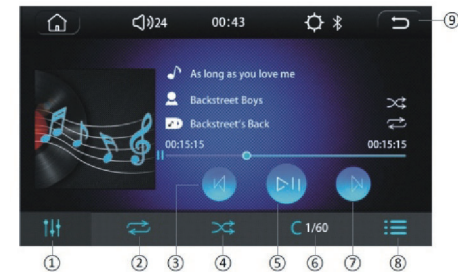 24 00:43 ⑨
As long as you love me
Backstreet Boys
Backstreet's Back
00:15:15 00:15:15
③ C 1/60
① ② ④ ⑤ ⑥ ⑦ ⑧